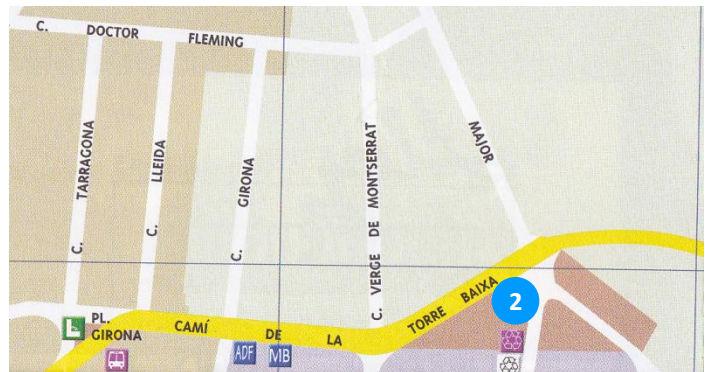 C. DOCTOR FLEMING
C. TARRAGONA
C. LLEIDA
C. GIRONA
C. VERGE DE MONTSERRAT
MAJOR
PL.
GIRONA
CAMÍ DE LA TORRE BAIXA
2
L
ADF
MB